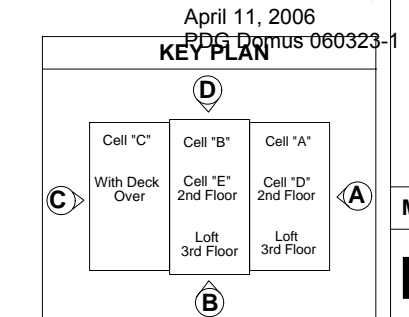 April 11, 2006
PDG Domus 060323-1
KEY PLAN
D
Cell "C"
With Deck
Over
Cell "B"
Cell "E"
2nd Floor
Loft
3rd Floor
Cell "A"
Cell "D"
2nd Floor
Loft
3rd Floor
C
A
B